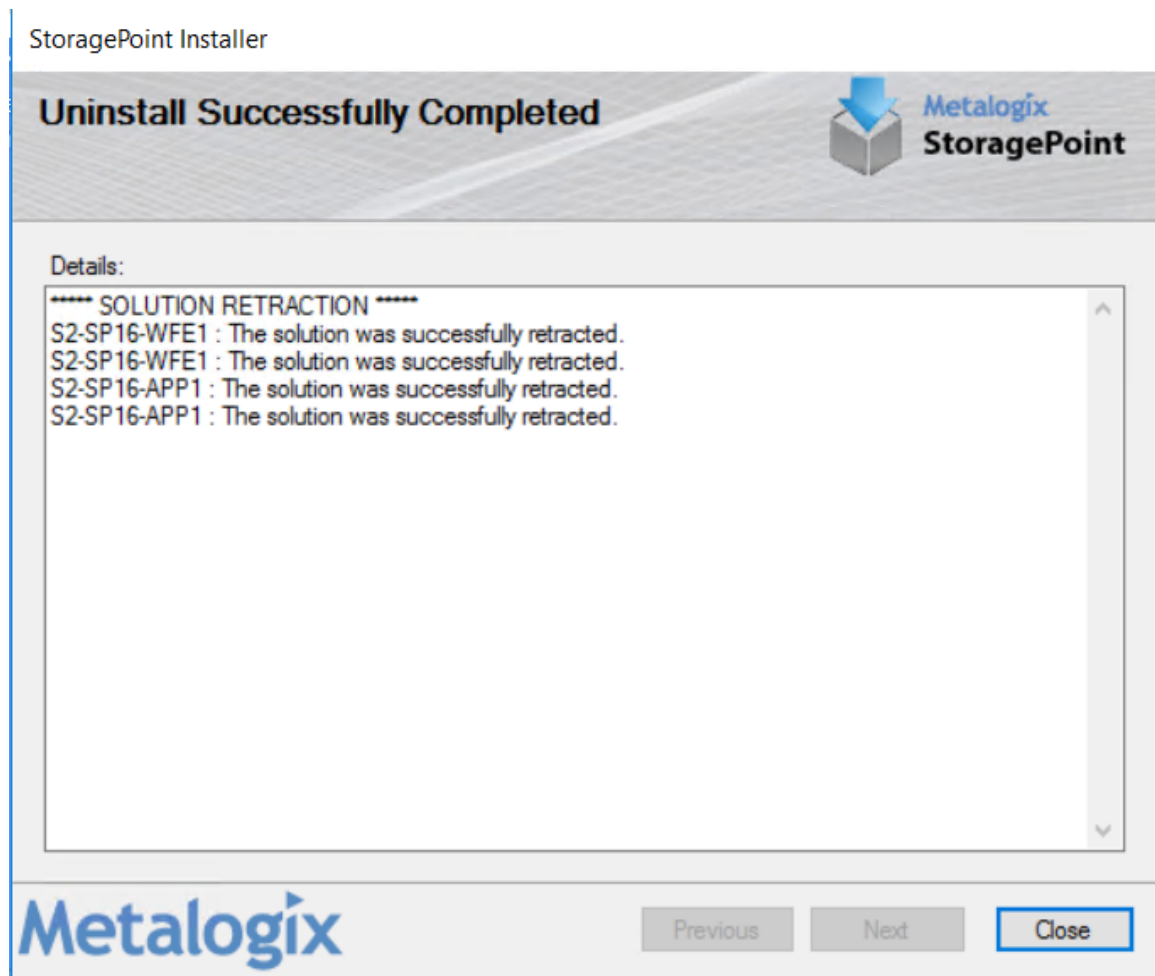 StoragePoint Installer
Uninstall Successfully Completed
Metalogix
StoragePoint
Details:
***** SOLUTION RETRACTION *****
S2-SP16-WFE1 : The solution was successfully retracted.
S2-SP16-WFE1 : The solution was successfully retracted.
S2-SP16-APP1 : The solution was successfully retracted.
S2-SP16-APP1 : The solution was successfully retracted.
Metalogix
Previous
Next
Close